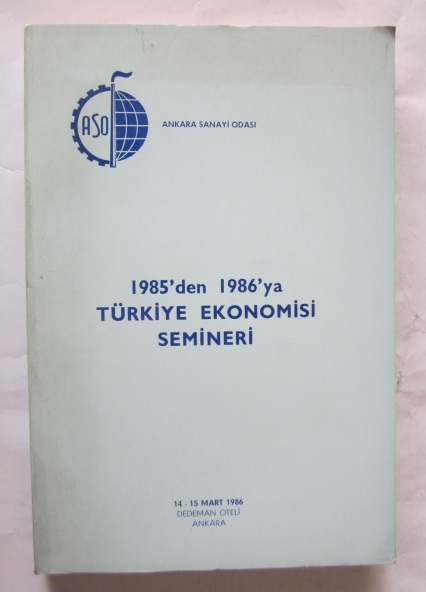 ASO
ANKARA SANAYİ ODASI
1985'den 1986'ya
TÜRKİYE EKONOMİSİ
SEMİNERİ
14 - 15 MART 1986
DEDEMAN OTELİ
ANKARA